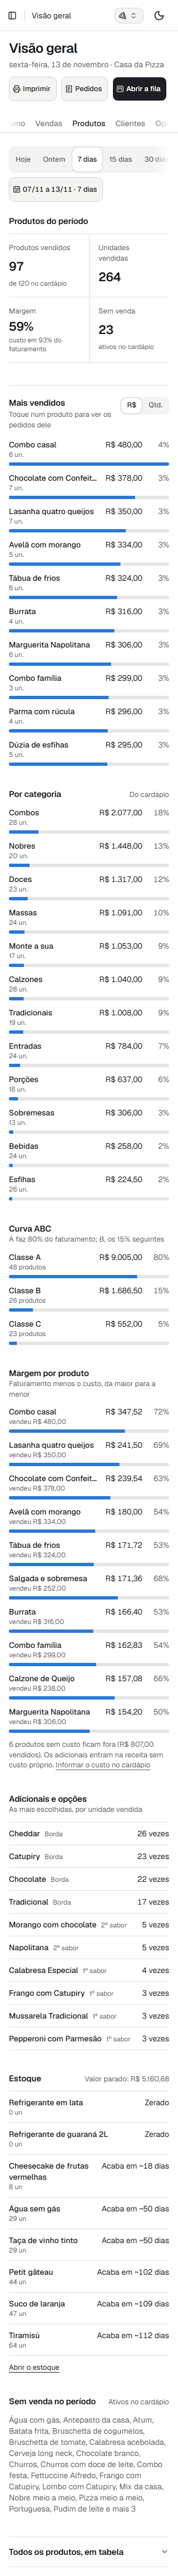 Visão geral
Visão geral
sexta-feira, 13 de novembro · Casa da Pizza
Imprimir
Pedidos
Abrir a fila
umo Vendas Produtos Clientes Op
Hoje Ontem 7 dias 15 dias 30 dias
07/11 a 13/11 · 7 dias
Produtos do período
Produtos vendidos
97
de 120 no cardápio
Unidades vendidas
264
Margem
59%
custo em 93% do faturamento
Sem venda
23
ativos no cardápio
Mais vendidos
R$ Qtd.
Toque num produto para ver os pedidos dele
Combo casal R$ 480,00 4%
6 un.
Chocolate com Confeit... R$ 378,00 3%
7 un.
Lasanha quatro queijos R$ 350,00 3%
7 un.
Avelã com morango R$ 334,00 3%
5 un.
Tábua de frios R$ 324,00 3%
6 un.
Burrata R$ 316,00 3%
4 un.
Marguerita Napolitana R$ 306,00 3%
6 un.
Combo família R$ 299,00 3%
3 un.
Parma com rúcula R$ 296,00 3%
4 un.
Dúzia de esfihas R$ 295,00 3%
5 un.
Por categoria Do cardápio
Combos R$ 2.077,00 18%
28 un.
Nobres R$ 1.448,00 13%
20 un.
Doces R$ 1.317,00 12%
23 un.
Massas R$ 1.091,00 10%
24 un.
Monte a sua R$ 1.053,00 9%
17 un.
Calzones R$ 1.040,00 9%
28 un.
Tradicionais R$ 1.008,00 9%
19 un.
Entradas R$ 784,00 7%
24 un.
Porções R$ 637,00 6%
18 un.
Sobremesas R$ 306,00 3%
13 un.
Bebidas R$ 258,00 2%
24 un.
Esfihas R$ 224,50 2%
26 un.
Curva ABC
A faz 80% do faturamento; B, os 15% seguintes
Classe A R$ 9.005,00 80%
48 produtos
Classe B R$ 1.686,50 15%
26 produtos
Classe C R$ 552,00 5%
23 produtos
Margem por produto
Faturamento menos o custo, da maior para a menor
Combo casal R$ 347,52 72%
vendeu R$ 480,00
Lasanha quatro queijos R$ 241,50 69%
vendeu R$ 350,00
Chocolate com Confeit... R$ 239,54 63%
vendeu R$ 378,00
Avelã com morango R$ 180,00 54%
vendeu R$ 334,00
Tábua de frios R$ 171,72 53%
vendeu R$ 324,00
Salgada e sobremesa R$ 171,36 68%
vendeu R$ 252,00
Burrata R$ 166,40 53%
vendeu R$ 316,00
Combo família R$ 162,83 54%
vendeu R$ 299,00
Calzone de Queijo R$ 157,08 66%
vendeu R$ 238,00
Marguerita Napolitana R$ 154,20 50%
vendeu R$ 306,00
6 produtos sem custo ficam fora (R$ 807,00
vendidos). Os adicionais entram na receita sem
custo próprio. Informar o custo no cardápio
Adicionais e opções
As mais escolhidas, por unidade vendida
Cheddar Borda 26 vezes
Catupiry Borda 23 vezes
Chocolate Borda 22 vezes
Tradicional Borda 17 vezes
Morango com chocolate 2º sabor 5 vezes
Napolitana 2º sabor 5 vezes
Calabresa Especial 1º sabor 4 vezes
Frango com Catupiry 1º sabor 3 vezes
Mussarela Tradicional 1º sabor 3 vezes
Pepperoni com Parmesão 1º sabor 3 vezes
Estoque Valor parado: R$ 5.160,68
Refrigerante em lata Zerado
0 un
Refrigerante de guaraná 2L Zerado
0 un
Cheesecake de frutas vermelhas Acaba em ~18 dias
8 un
Água sem gás Acaba em ~50 dias
29 un
Taça de vinho tinto Acaba em ~50 dias
29 un
Petit gâteau Acaba em ~102 dias
44 un
Suco de laranja Acaba em ~109 dias
47 un
Tiramisù Acaba em ~112 dias
64 un
Abrir o estoque
Sem venda no período Ativos no cardápio
Água com gás, Antepasto da casa, Atum,
Batata frita, Bruschetta de cogumelos,
Bruschetta de tomate, Calabresa acebolada,
Cerveja long neck, Chocolate branco,
Churros, Churros com doce de leite, Combo
festa, Fettuccine Alfredo, Frango com
Catupiry, Lombo com Catupiry, Mix da casa,
Nobre meio a meio, Pizza meio a meio,
Portuguesa, Pudim de leite e mais 3
Todos os produtos, em tabela